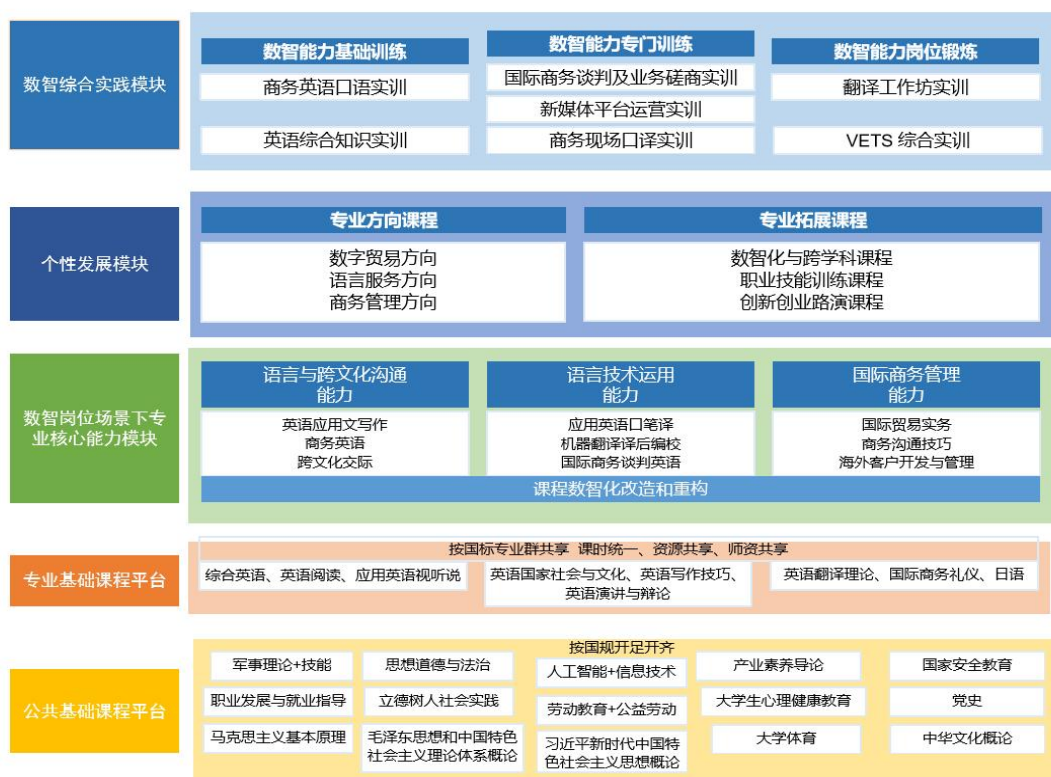 数智综合实践模块
数智能力基础训练
商务英语口语实训
英语综合知识实训
数智能力专门训练
国际商务谈判及业务磋商实训
新媒体平台运营实训
商务现场口译实训
数智能力岗位锻炼
翻译工作坊实训
VETS 综合实训
个性发展模块
专业方向课程
数字贸易方向
语言服务方向
商务管理方向
专业拓展课程
数智化与跨学科课程
职业技能训练课程
创新创业路演课程
数智岗位场景下专
业核心能力模块
语言与跨文化沟通
能力
英语应用文写作
商务英语
跨文化交际
语言技术运用
能力
应用英语口笔译
机器翻译译后编校
国际商务谈判英语
国际商务管理
能力
国际贸易实务
商务沟通技巧
海外客户开发与管理
课程数智化改造和重构
专业基础课程平台
按国标专业群共享 课时统一、资源共享、师资共享
综合英语、英语阅读、应用英语视听说
英语国家社会与文化、英语写作技巧、
英语演讲与辩论
英语翻译理论、国际商务礼仪、日语
公共基础课程平台
按国规开足开齐
军事理论+技能
思想道德与法治
人工智能+信息技术
产业素养导论
国家安全教育
职业发展与就业指导
立德树人社会实践
劳动教育+公益劳动
大学生心理健康教育
党史
马克思主义基本原理
毛泽东思想和中国特色
社会主义理论体系概论
习近平新时代中国特
色社会主义思想概论
大学体育
中华文化概论